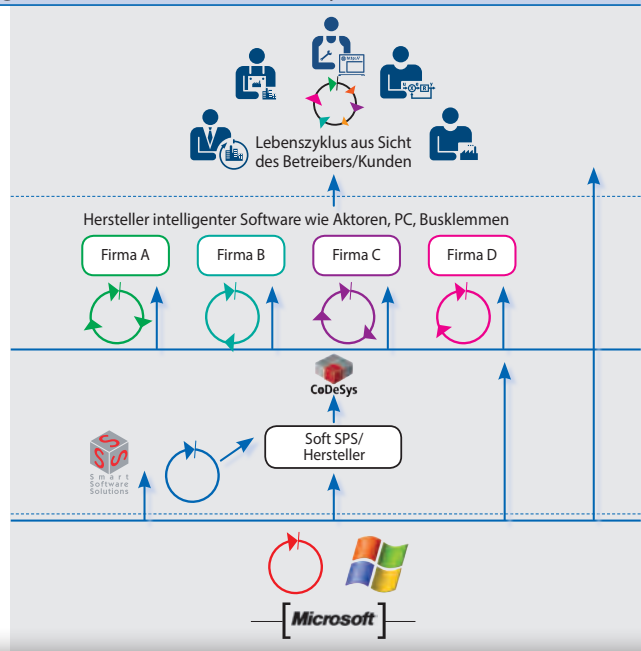 Lebenszyklus aus Sicht
des Betreibers/Kunden
Hersteller intelligenter Software wie Aktoren, PC, Busklemmen
Firma A
Firma B
Firma C
Firma D
CoDeSys
Soft SPS/
Hersteller
S S S
Smart
Software
Solutions
Microsoft